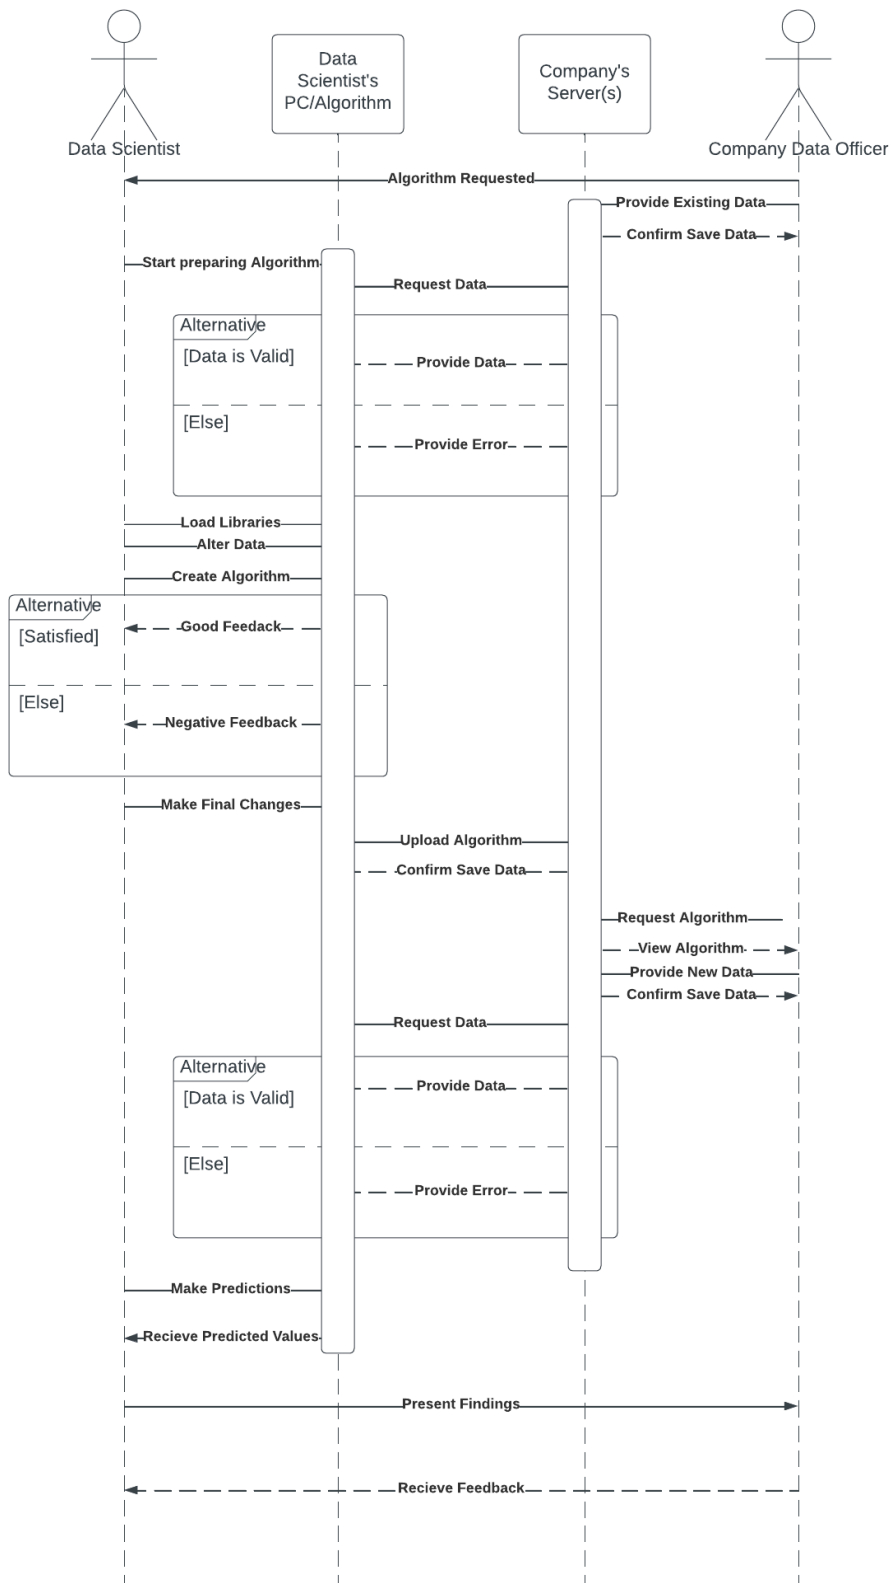 Data
Scientist's
PC/Algorithm
Company's
Server(s)
Data Scientist
Company Data Officer
Algorithm Requested
Provide Existing Data
Confirm Save Data
Start preparing Algorithm
Request Data
Alternative
[Data is Valid]
Provide Data
[Else]
Provide Error
Load Libraries
Alter Data
Create Algorithm
Alternative
Good Feedack
[Satisfied]
[Else]
Negative Feedback
Make Final Changes
Upload Algorithm
Confirm Save Data
Request Algorithm
View Algorithm
Provide New Data
Confirm Save Data
Request Data
Alternative
Provide Data
[Data is Valid]
[Else]
Provide Error
Make Predictions
Recieve Predicted Values
Present Findings
Recieve Feedback